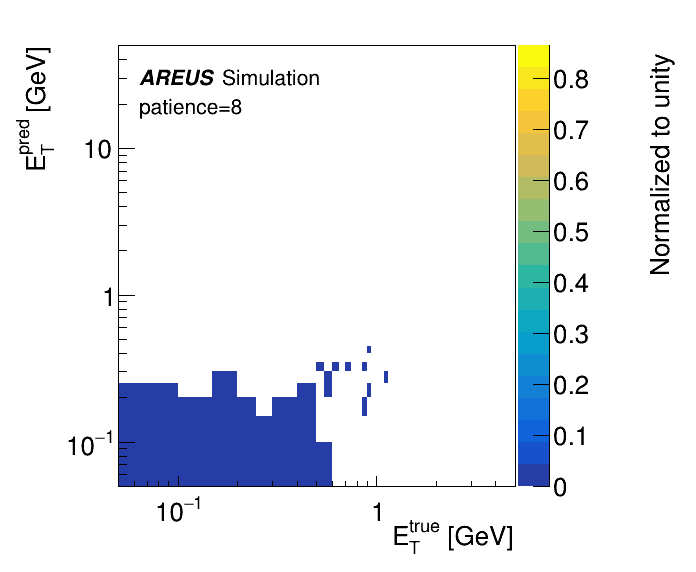 AREUS Simulation
patience=8
E_T^pred [GeV]
10
1
10^−1
10^−1
1
E_T^true [GeV]
0.8
0.7
0.6
0.5
0.4
0.3
0.2
0.1
0
Normalized to unity